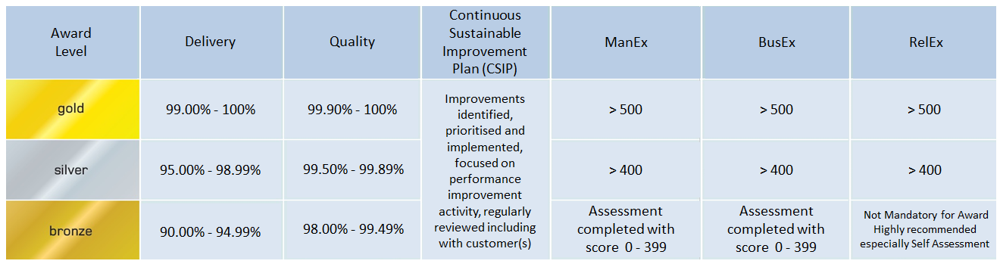 Award
Level
Delivery
Quality
Continuous
Sustainable
Improvement
Plan (CSIP)
ManEx
BusEx
RelEx
gold
99.00% - 100%
99.90% - 100%
Improvements
identified,
prioritised and
implemented,
focused on
performance
improvement
activity, regularly
reviewed including
with customer(s)
> 500
> 500
> 500
silver
95.00% - 98.99%
99.50% - 99.89%
> 400
> 400
> 400
bronze
90.00% - 94.99%
98.00% - 99.49%
Assessment
completed with
score 0 - 399
Assessment
completed with
score 0 - 399
Not Mandatory for Award
Highly recommended
especially Self Assessment